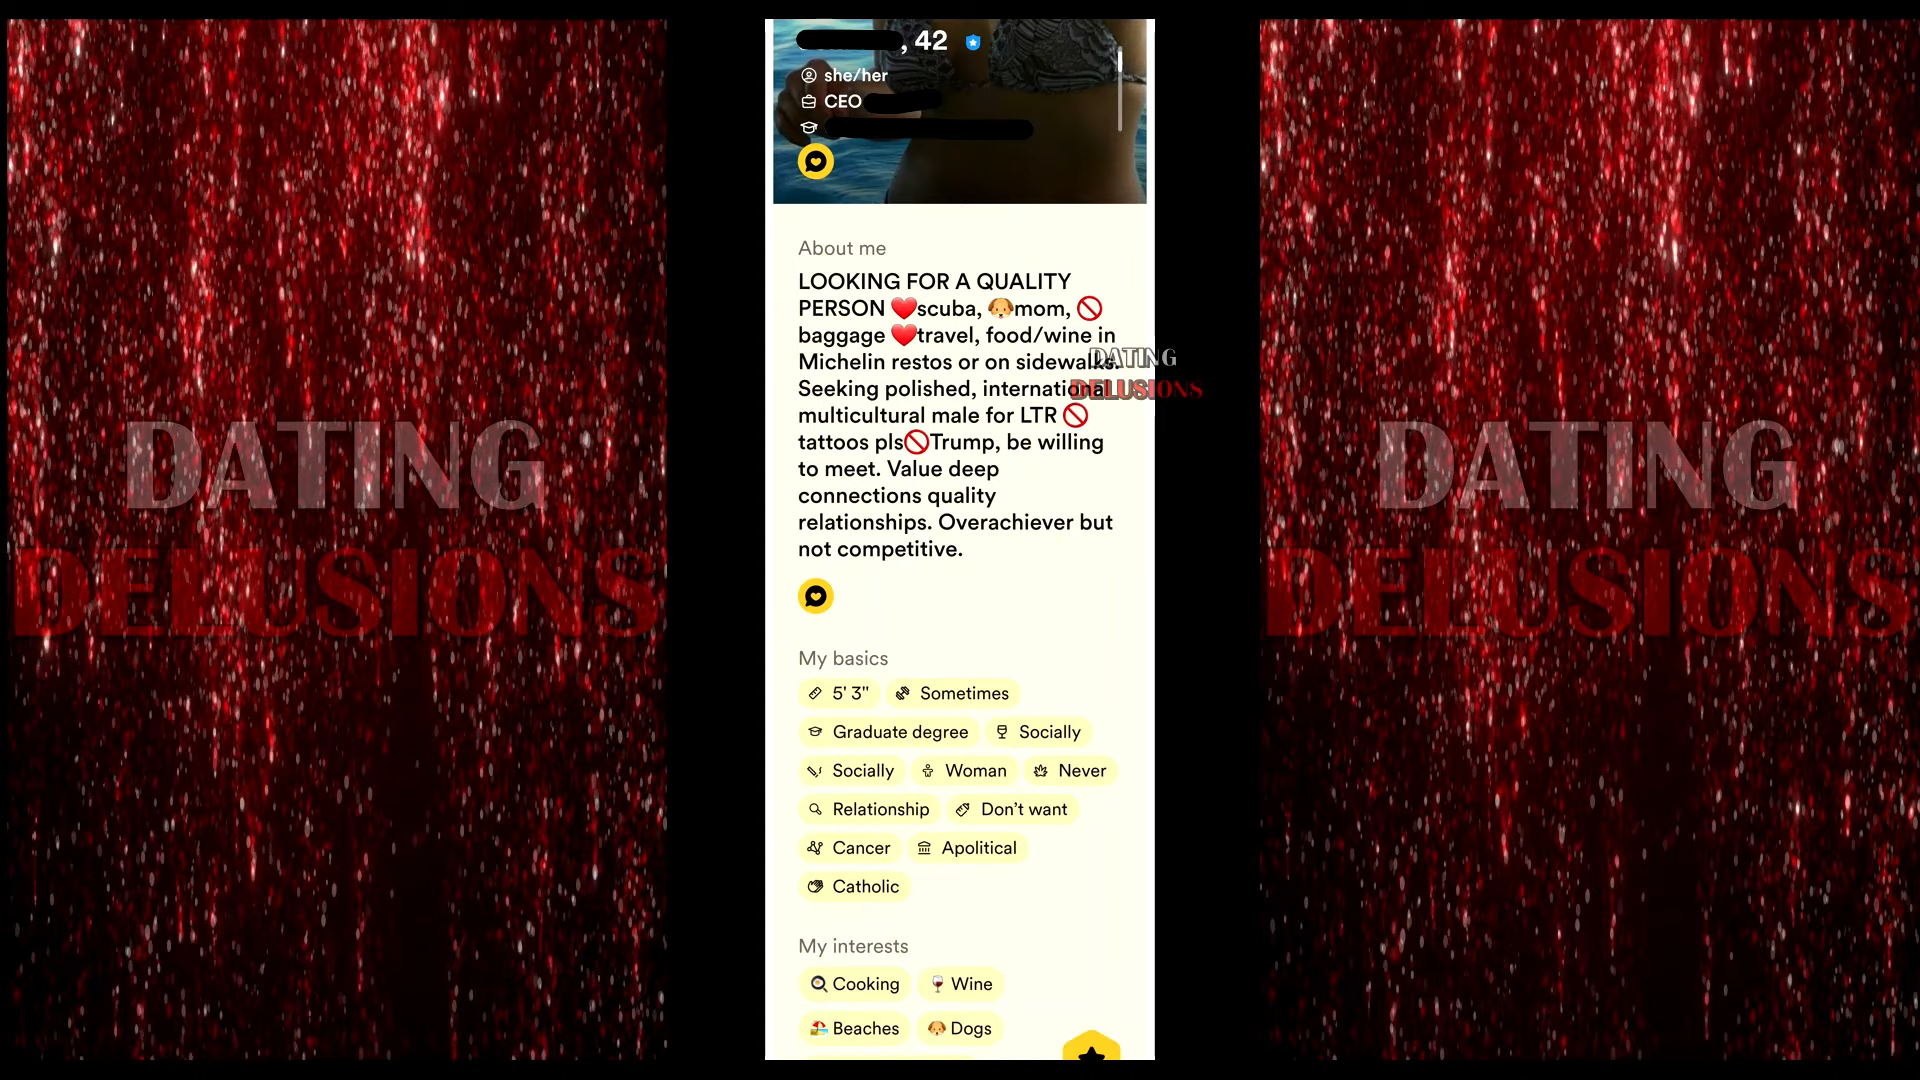 , 42
she/her
CEO
About me
LOOKING FOR A QUALITY
PERSON ❤️scuba, 🐶mom, 🚫
baggage ❤️travel, food/wine in
Michelin restos or on sidewalks.
Seeking polished, international
multicultural male for LTR 🚫
tattoos pls🚫Trump, be willing
to meet. Value deep
connections quality
relationships. Overachiever but
not competitive.
My basics
5' 3" Sometimes
Graduate degree Socially
Socially Woman Never
Relationship Don’t want
Cancer Apolitical
Catholic
My interests
🍳 Cooking 🍷 Wine
🏖️ Beaches 🐶 Dogs
DATING
DELUSIONS
DATING
DELUSIONS
DATING
DELUSIONS